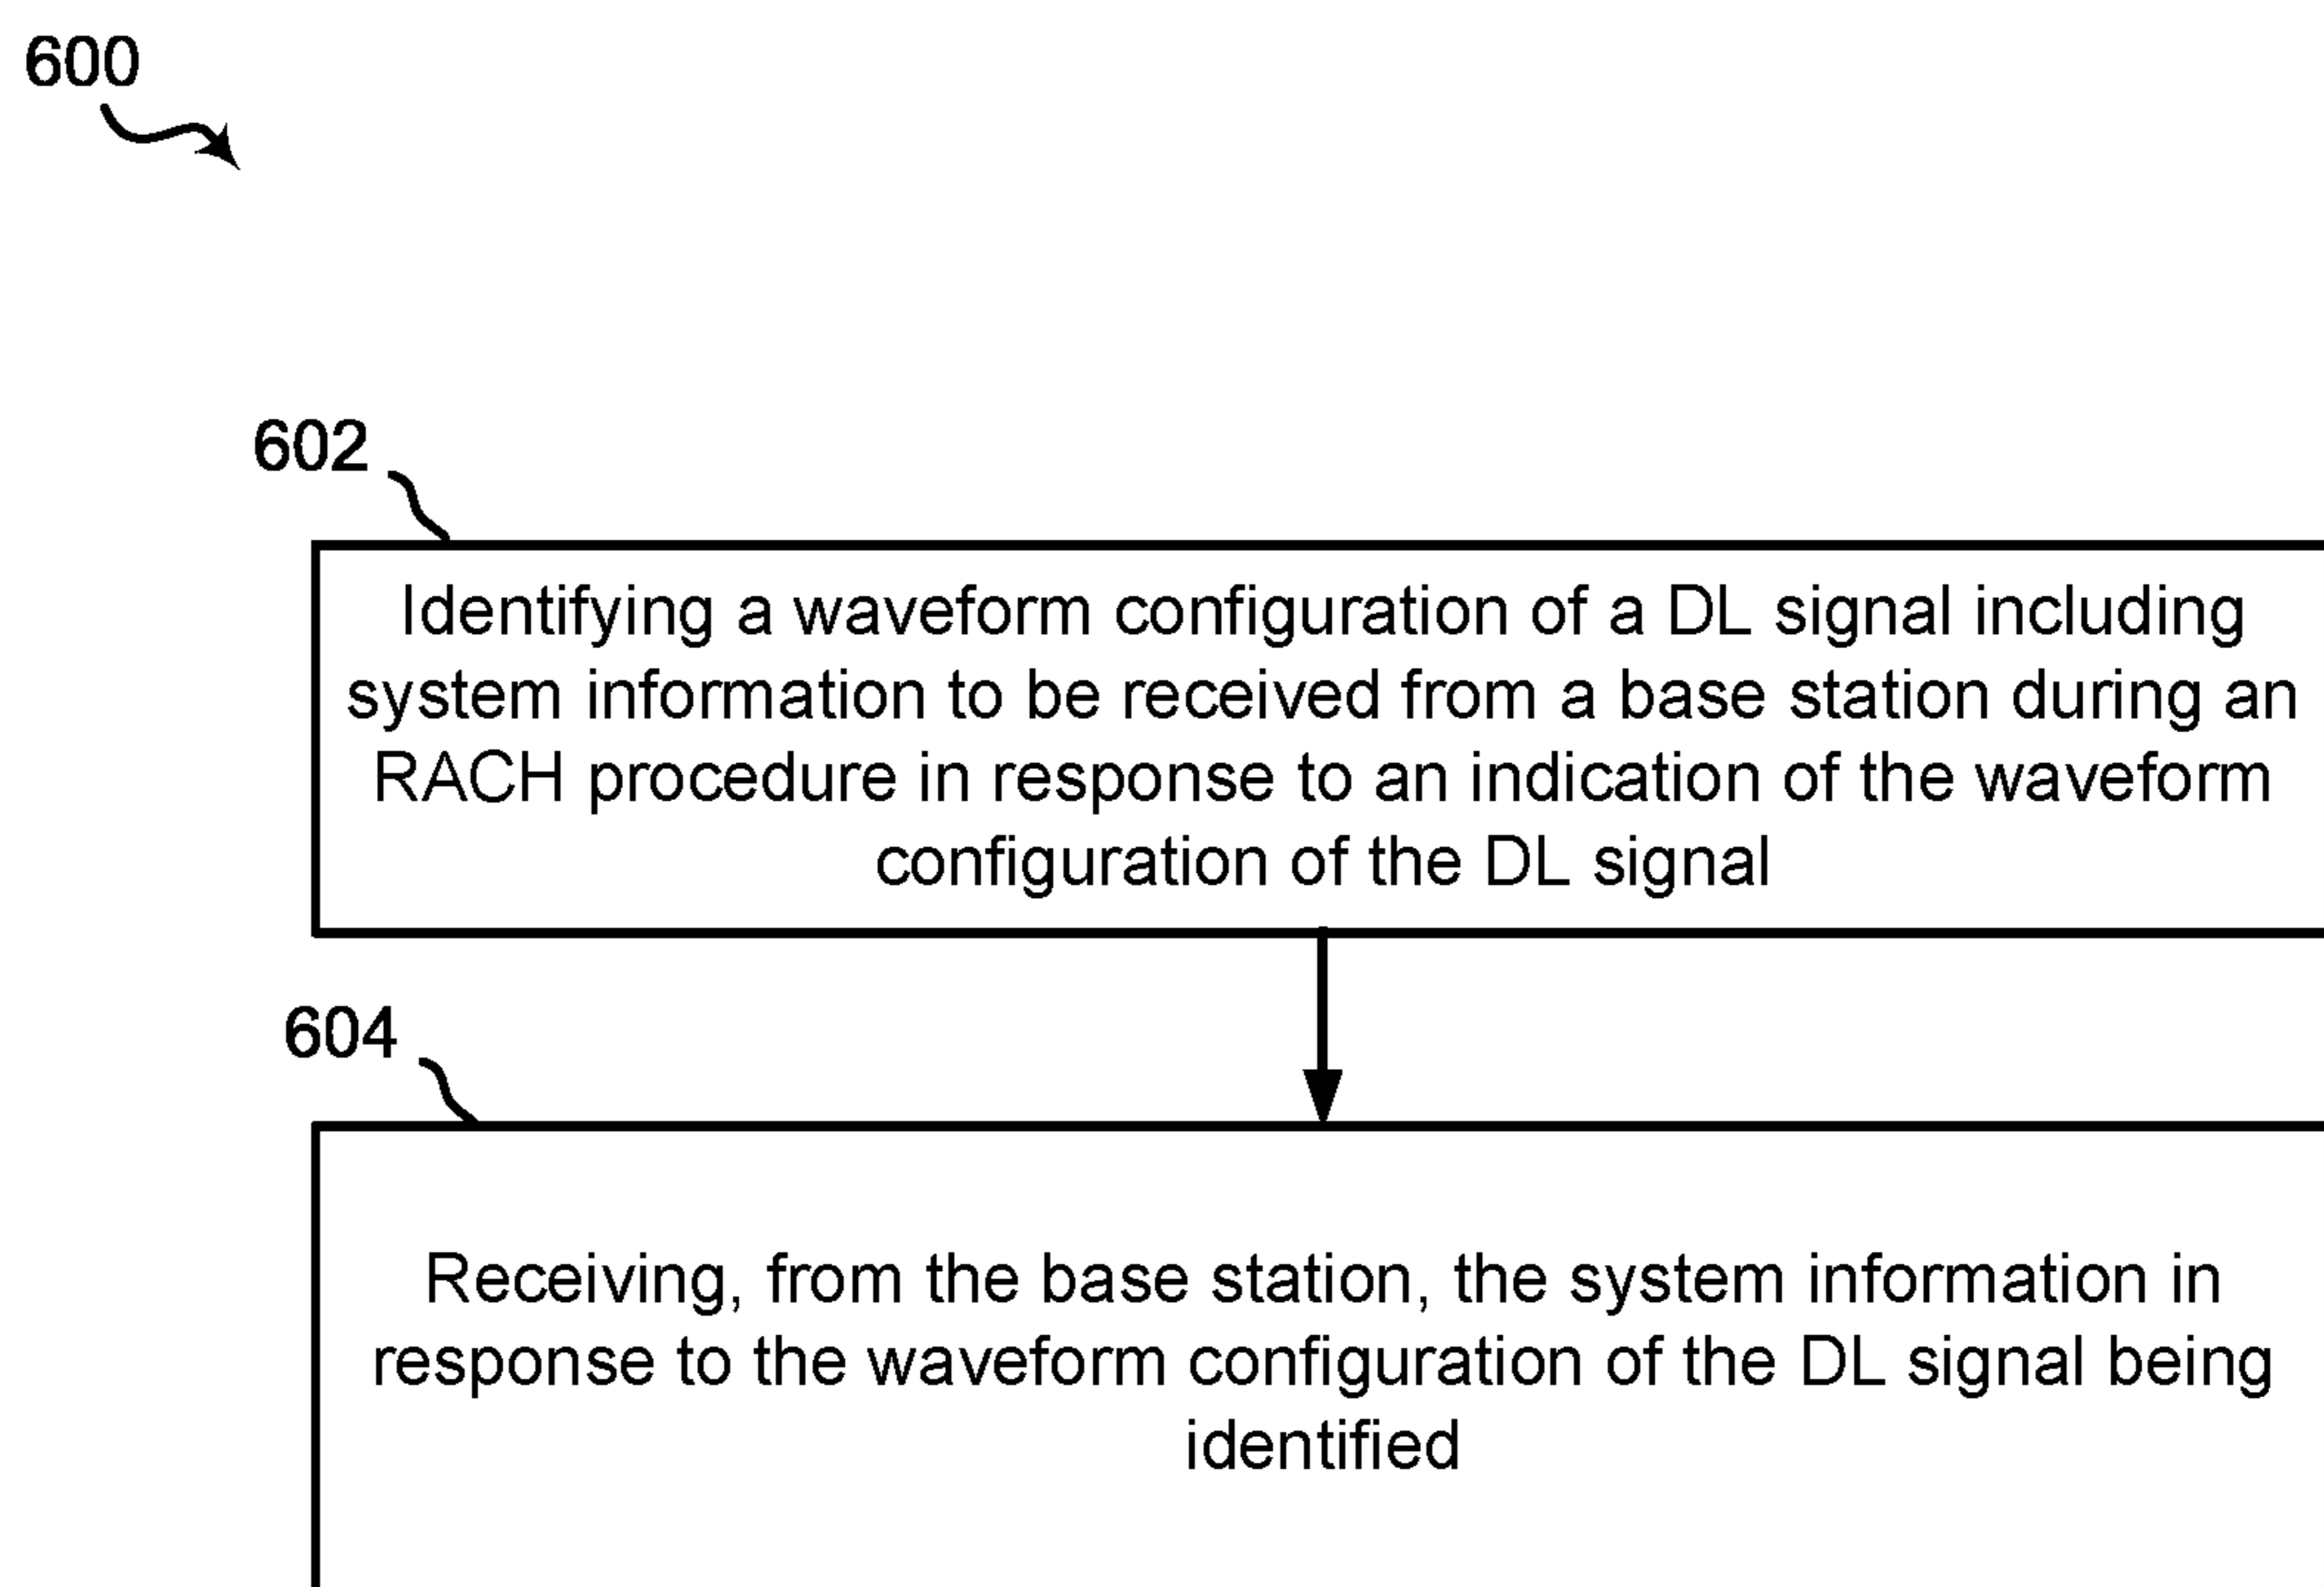 600
602
Identifying a waveform configuration of a DL signal including
system information to be received from a base station during an
RACH procedure in response to an indication of the waveform
configuration of the DL signal
604
Receiving, from the base station, the system information in
response to the waveform configuration of the DL signal being
identified